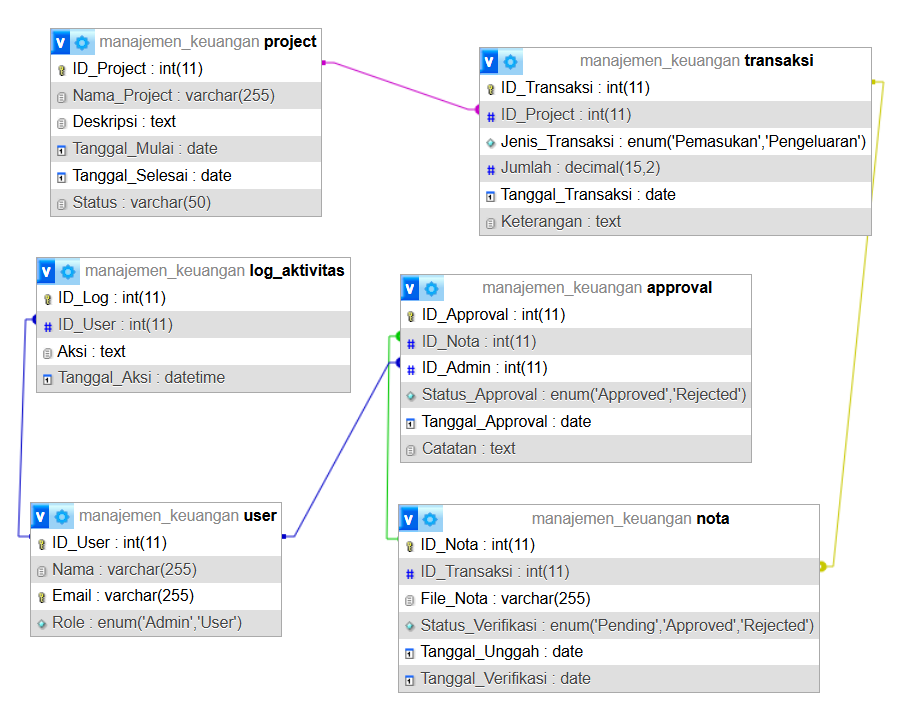 v manajemen_keuangan project
ID_Project : int(11)
Nama_Project : varchar(255)
Deskripsi : text
Tanggal_Mulai : date
Tanggal_Selesai : date
Status : varchar(50)
v manajemen_keuangan transaksi
ID_Transaksi : int(11)
# ID_Project : int(11)
Jenis_Transaksi : enum('Pemasukan','Pengeluaran')
# Jumlah : decimal(15,2)
Tanggal_Transaksi : date
Keterangan : text
v manajemen_keuangan log_aktivitas
ID_Log : int(11)
# ID_User : int(11)
Aksi : text
Tanggal_Aksi : datetime
v manajemen_keuangan approval
ID_Approval : int(11)
# ID_Nota : int(11)
# ID_Admin : int(11)
Status_Approval : enum('Approved','Rejected')
Tanggal_Approval : date
Catatan : text
v manajemen_keuangan user
ID_User : int(11)
Nama : varchar(255)
Email : varchar(255)
Role : enum('Admin','User')
v manajemen_keuangan nota
ID_Nota : int(11)
# ID_Transaksi : int(11)
File_Nota : varchar(255)
Status_Verifikasi : enum('Pending','Approved','Rejected')
Tanggal_Unggah : date
Tanggal_Verifikasi : date